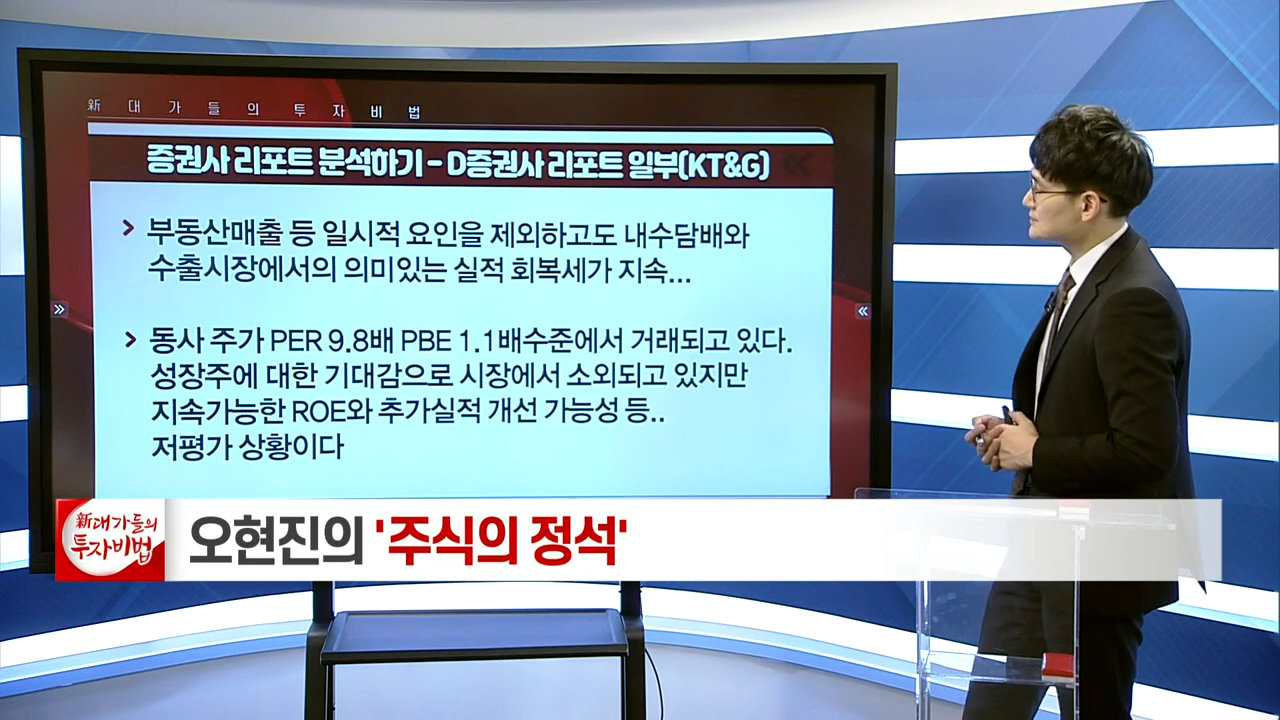 新 대 가 들 의 투 자 비 법
증권사 리포트 분석하기 - D증권사 리포트 일부(KT&G)
부동산매출 등 일시적 요인을 제외하고도 내수담배와
수출시장에서의 의미있는 실적 회복세가 지속...
동사 주가 PER 9.8배 PBE 1.1배수준에서 거래되고 있다.
성장주에 대한 기대감으로 시장에서 소외되고 있지만
지속가능한 ROE와 추가실적 개선 가능성 등..
저평가 상황이다
新대가들의
투자비법
오현진의 '주식의 정석'